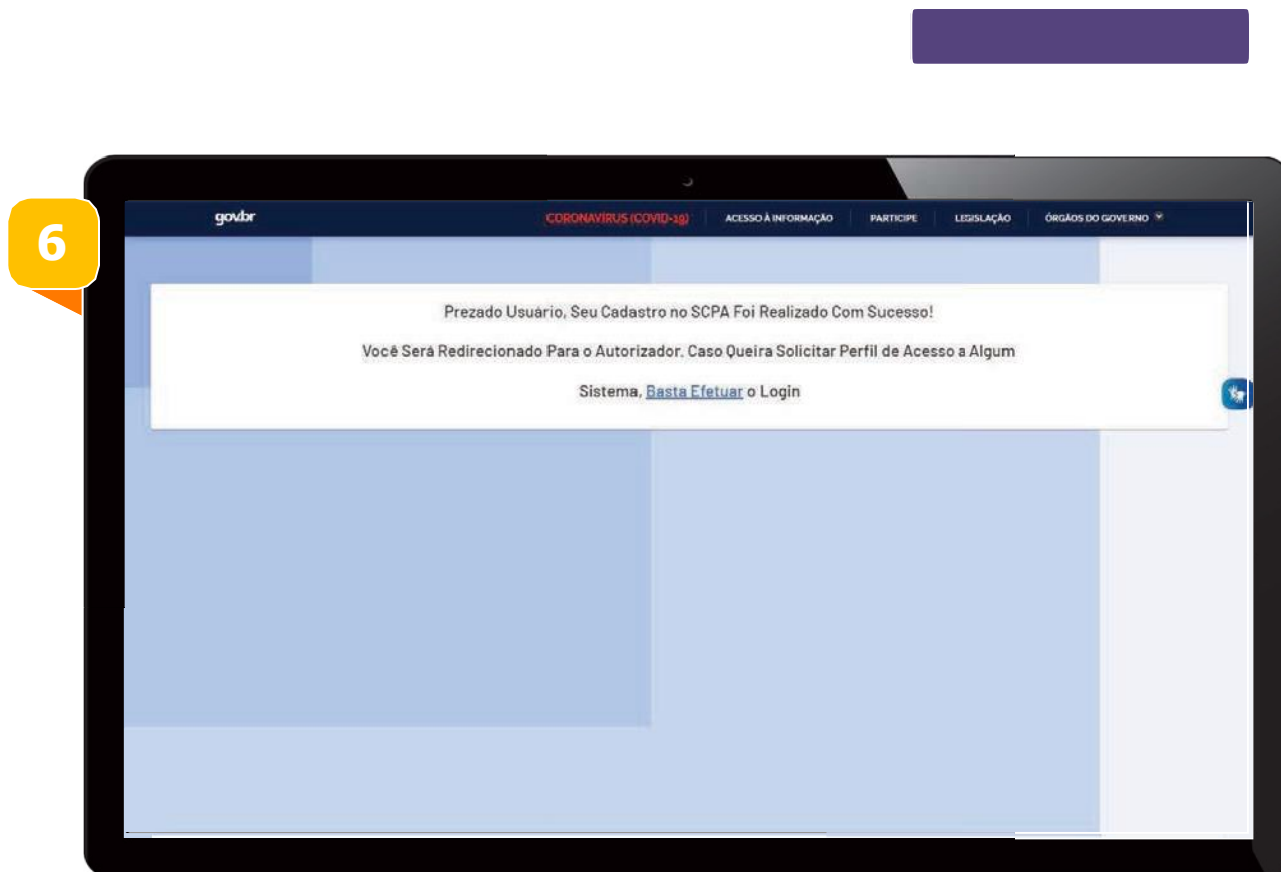 6
gov.br
CORONAVÍRUS (COVID-19) ACESSO À INFORMAÇÃO PARTICIPE LEGISLAÇÃO ÓRGÃOS DO GOVERNO
Prezado Usuário, Seu Cadastro no SCPA Foi Realizado Com Sucesso!
Você Será Redirecionado Para o Autorizador. Caso Queira Solicitar Perfil de Acesso a Algum
Sistema, Basta Efetuar o Login